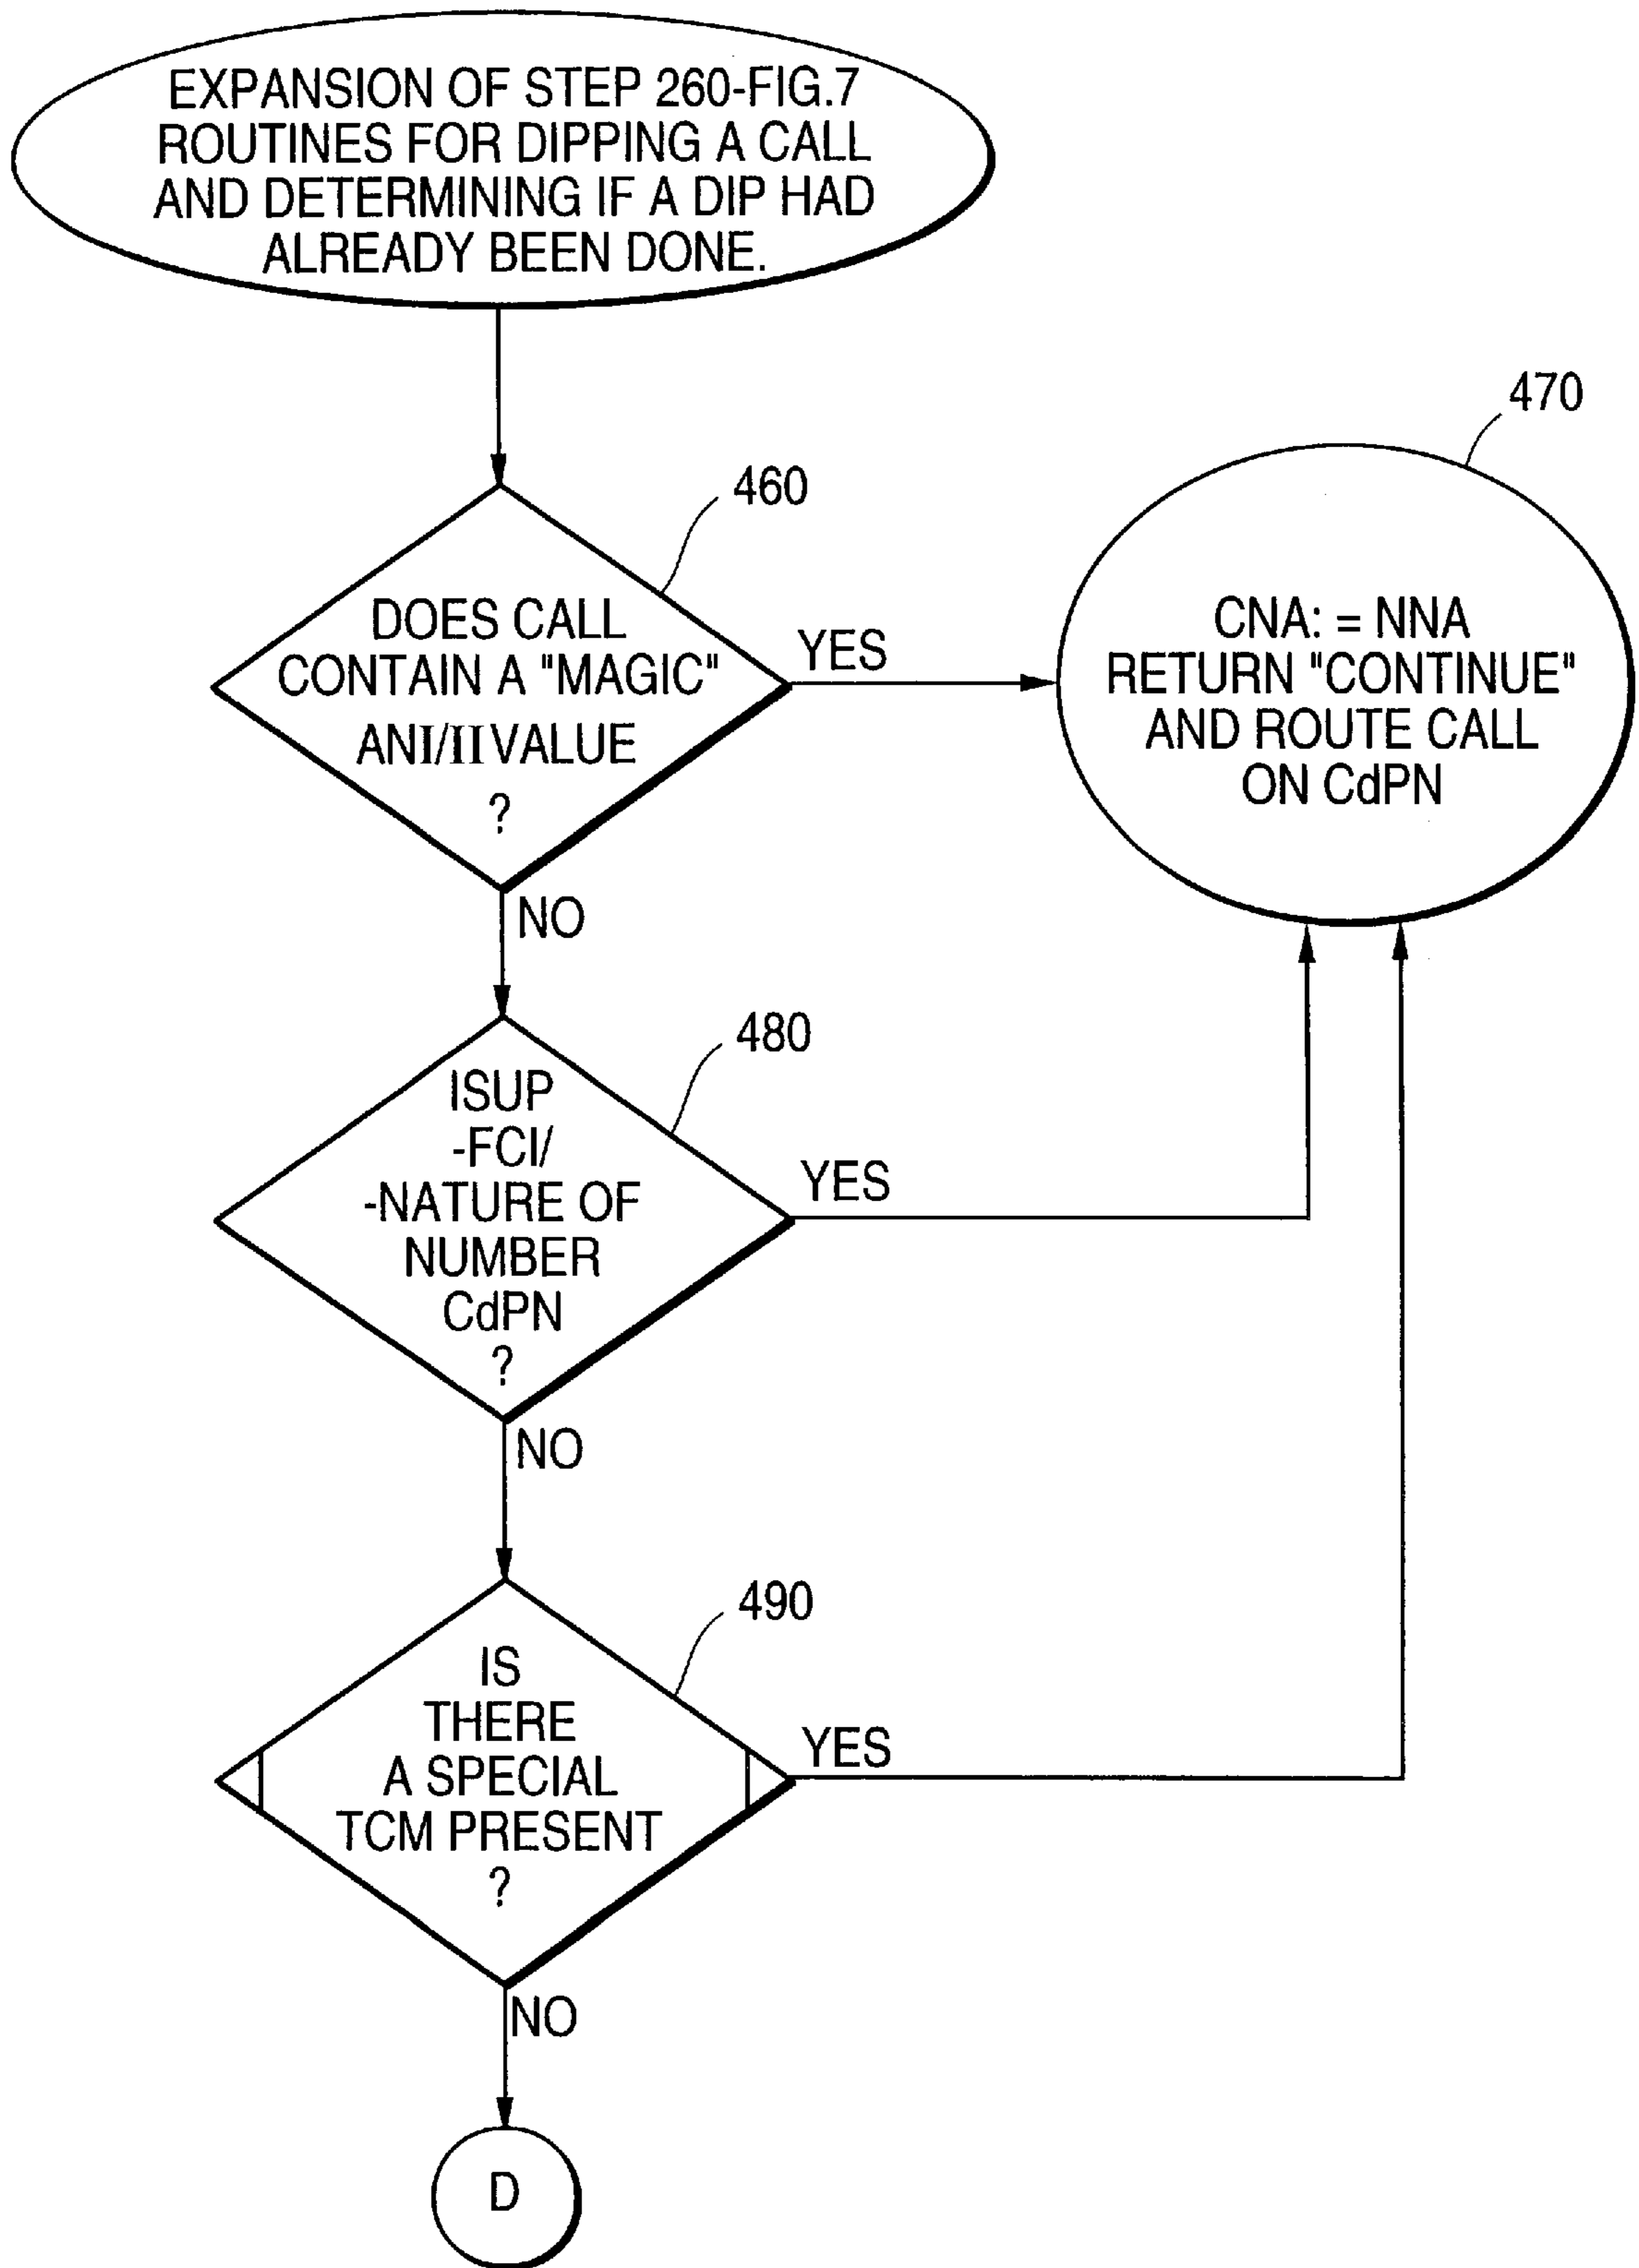 EXPANSION OF STEP 260-FIG.7
ROUTINES FOR DIPPING A CALL
AND DETERMINING IF A DIP HAD
ALREADY BEEN DONE.
460
DOES CALL
CONTAIN A "MAGIC"
ANI/II VALUE
?
YES
NO
470
CNA: = NNA
RETURN "CONTINUE"
AND ROUTE CALL
ON CdPN
480
ISUP
-FCI/
-NATURE OF
NUMBER
CdPN
?
YES
NO
490
IS
THERE
A SPECIAL
TCM PRESENT
?
YES
NO
D